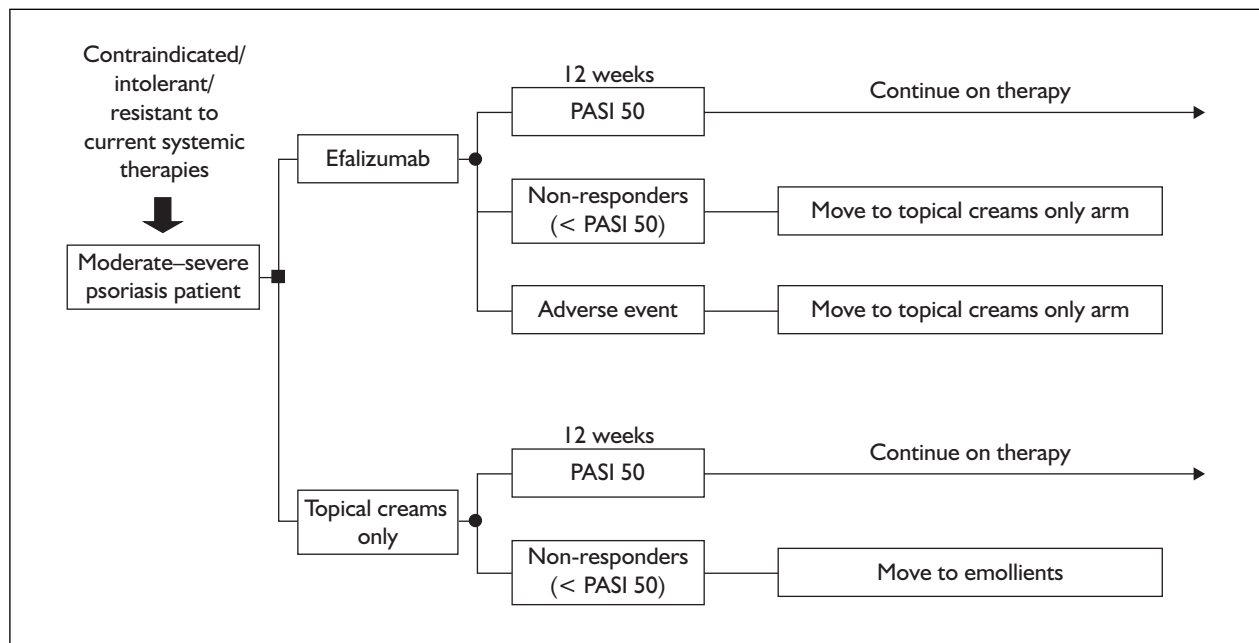 Contraindicated/
intolerant/
resistant to
current systemic
therapies
Moderate–severe
psoriasis patient
Efalizumab
12 weeks
PASI 50
Continue on therapy
Non-responders
(< PASI 50)
Move to topical creams only arm
Adverse event
Move to topical creams only arm
Topical creams
only
12 weeks
PASI 50
Continue on therapy
Non-responders
(< PASI 50)
Move to emollients